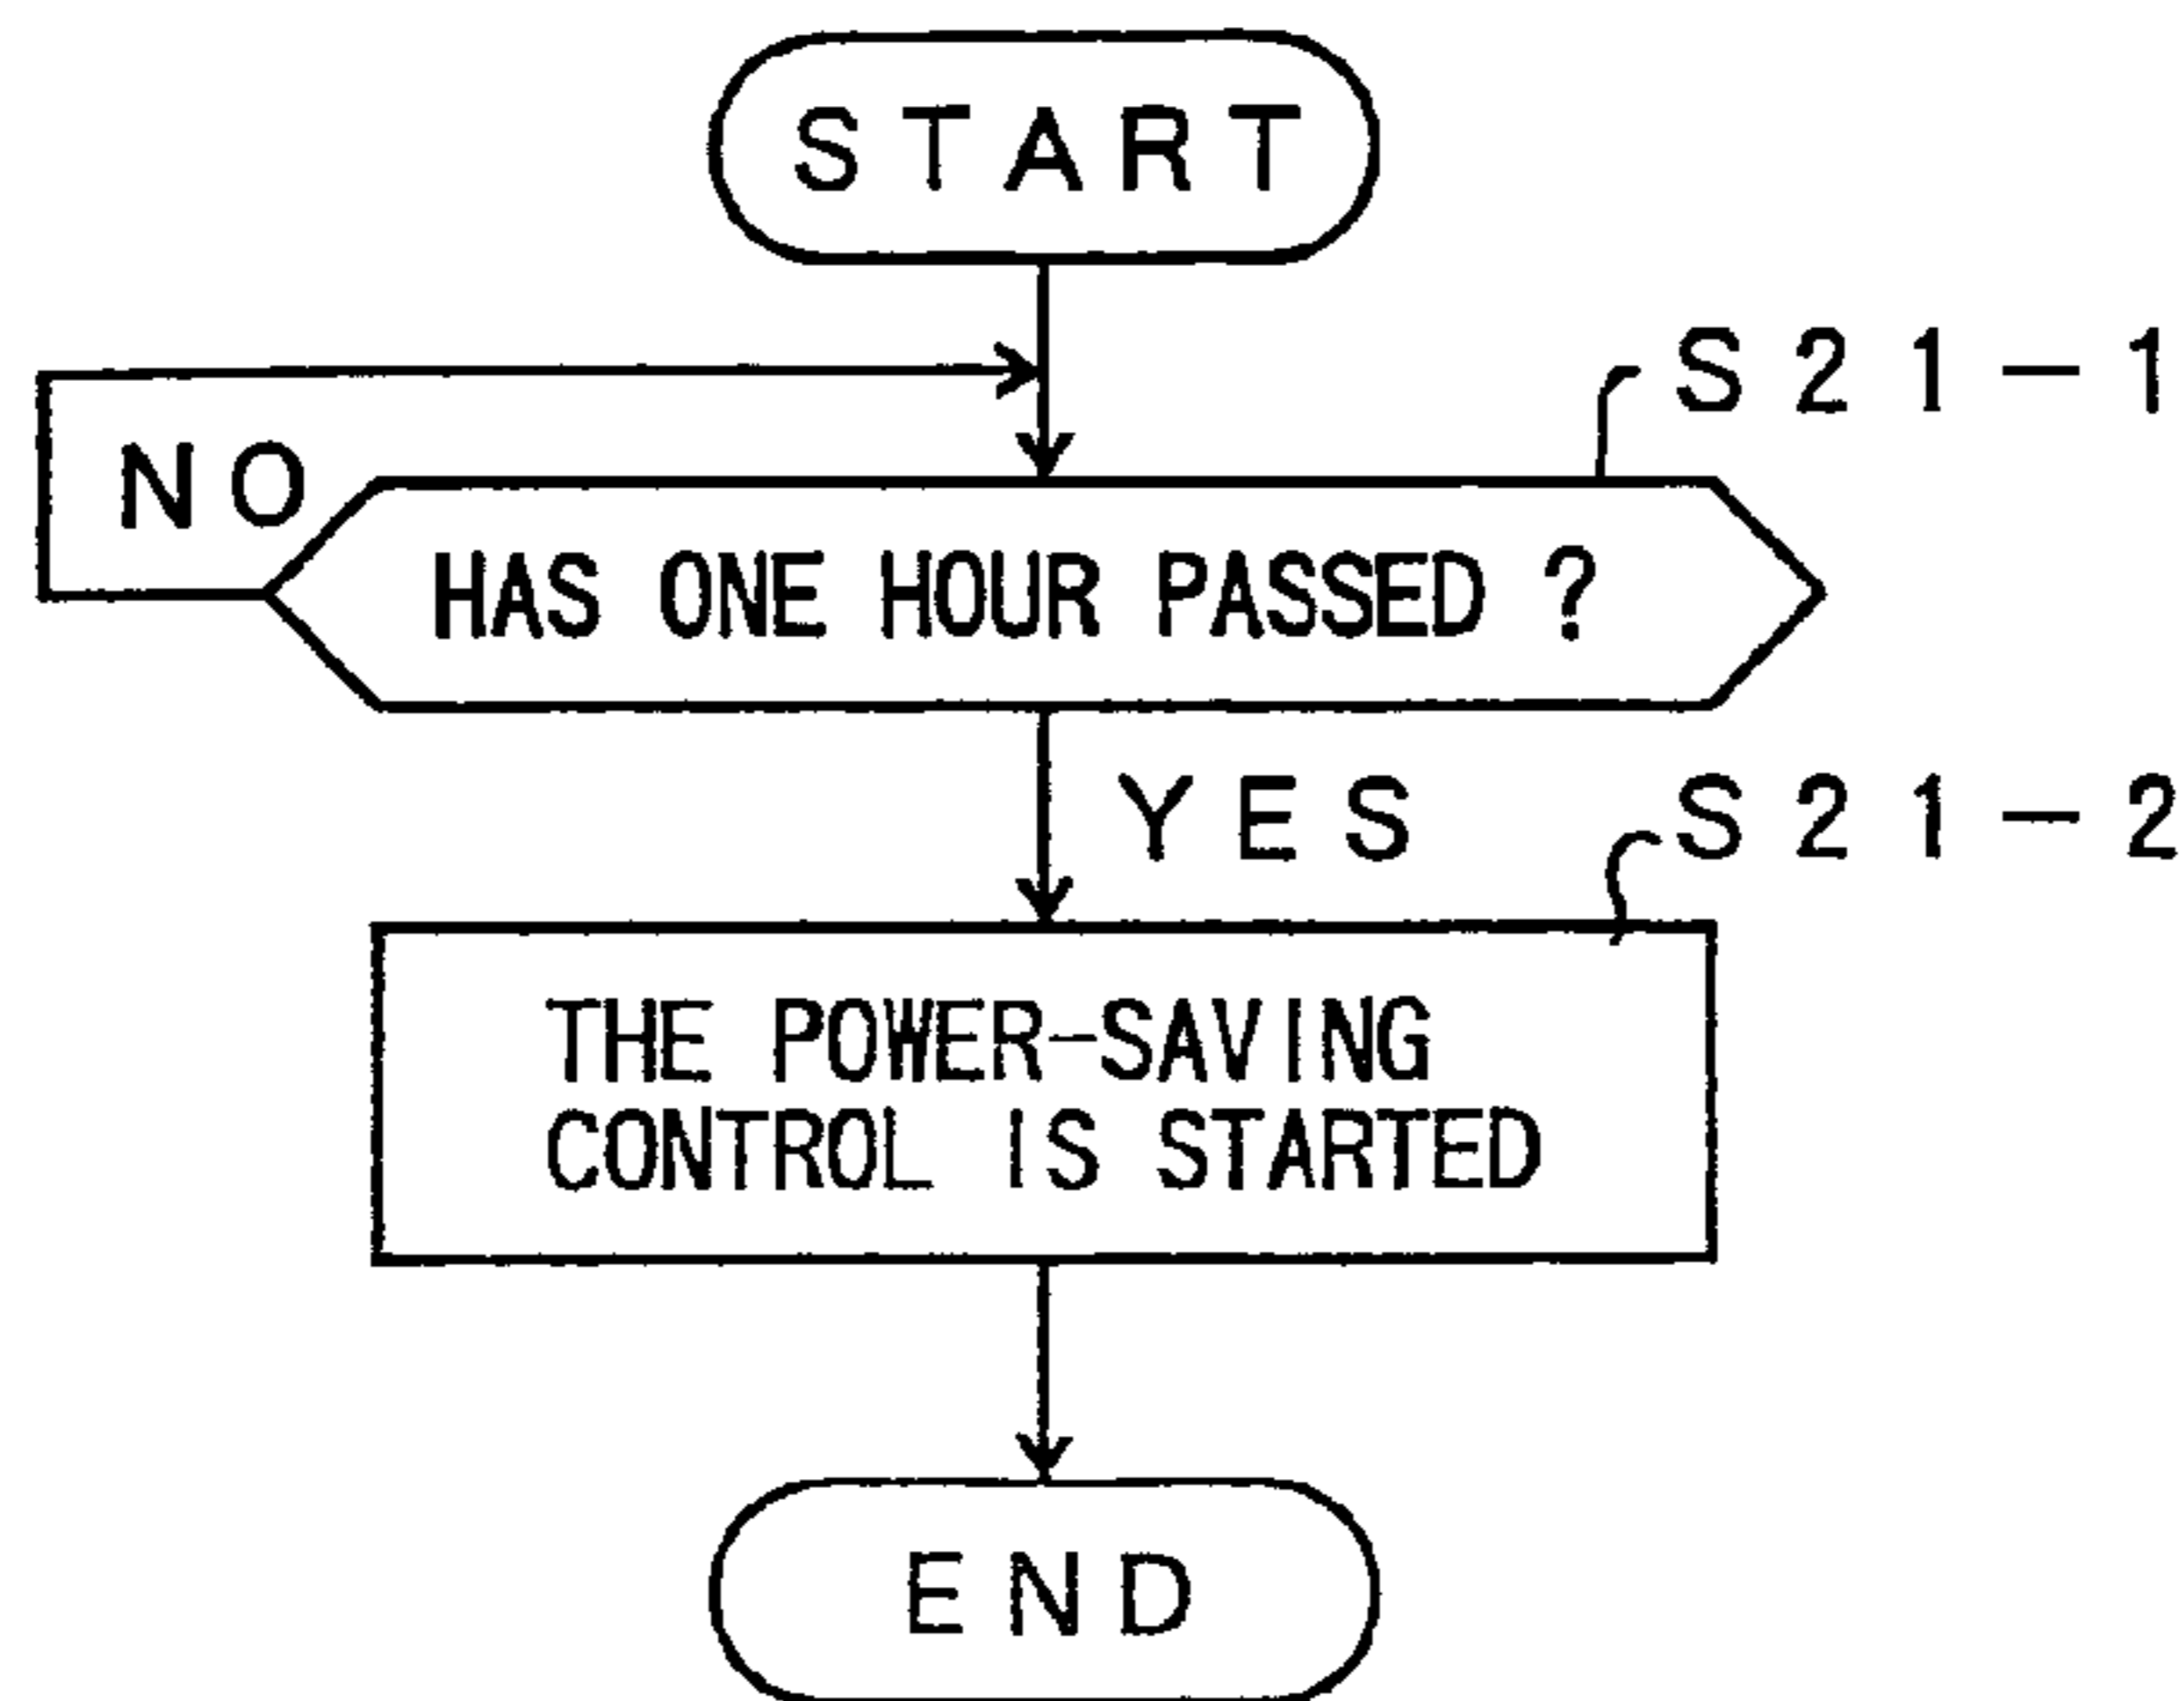 START
S21-1
NO
HAS ONE HOUR PASSED ?
YES
S21-2
THE POWER-SAVING
CONTROL IS STARTED
END